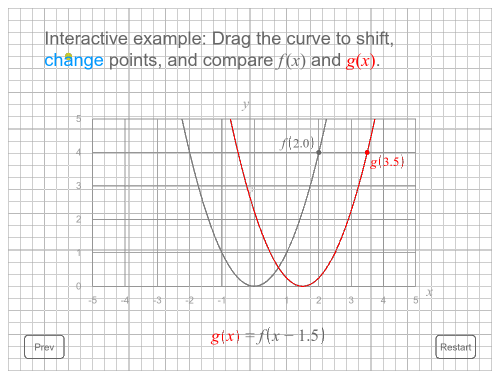 Interactive example: Drag the curve to shift,
change points, and compare f(x) and g(x).
y
5
4
3
2
1
0
f(2.0)
g(3.5)
-5 -4 -3 -2 -1 1 2 3 4 5
x
g(x) = f(x − 1.5)
Prev
Restart